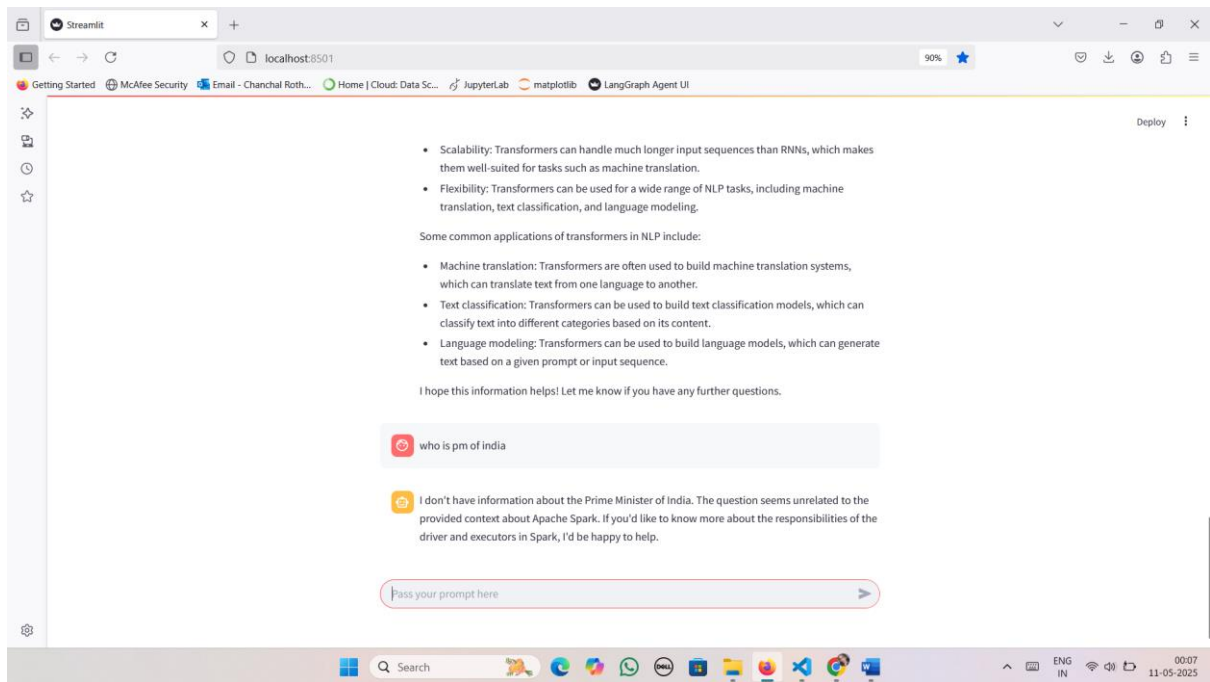 Streamlit
localhost:8501
90%
Getting Started McAfee Security Email - Chanchal Roth... Home | Cloud: Data Sc... JupyterLab matplotlib LangGraph Agent UI
Deploy
• Scalability: Transformers can handle much longer input sequences than RNNs, which makes
them well-suited for tasks such as machine translation.
• Flexibility: Transformers can be used for a wide range of NLP tasks, including machine
translation, text classification, and language modeling.
Some common applications of transformers in NLP include:
• Machine translation: Transformers are often used to build machine translation systems,
which can translate text from one language to another.
• Text classification: Transformers can be used to build text classification models, which can
classify text into different categories based on its content.
• Language modeling: Transformers can be used to build language models, which can generate
text based on a given prompt or input sequence.
I hope this information helps! Let me know if you have any further questions.
who is pm of india
I don't have information about the Prime Minister of India. The question seems unrelated to the
provided context about Apache Spark. If you'd like to know more about the responsibilities of the
driver and executors in Spark, I'd be happy to help.
Pass your prompt here
Search
DELL
ENG
IN
00:07
11-05-2025